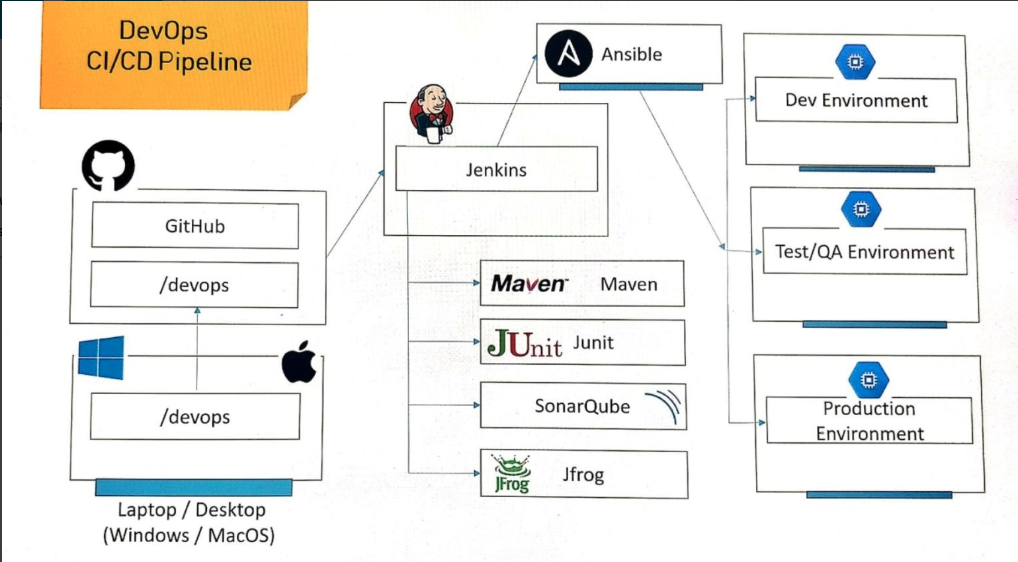 DevOps
CI/CD Pipeline
Ansible
Dev Environment
Jenkins
GitHub
/devops
Test/QA Environment
Maven Maven
JUnit Junit
SonarQube
JFrog Jfrog
/devops
Production
Environment
Laptop / Desktop
(Windows / MacOS)